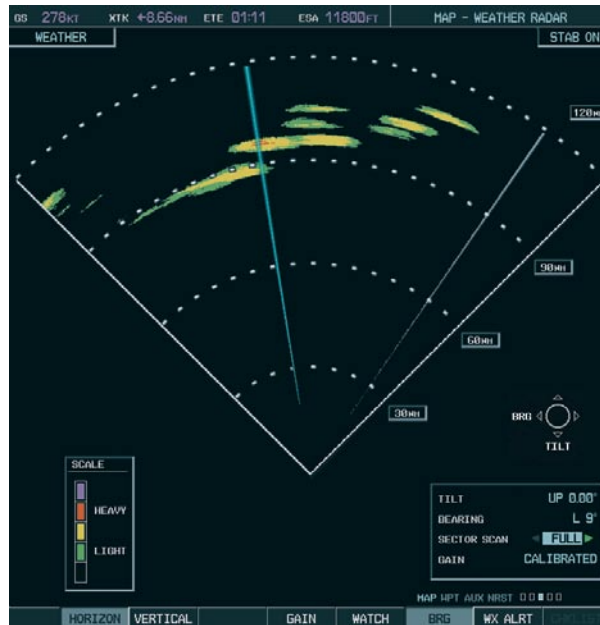 GS 278KT XTK ←8.66NM ETE 01:11 ESA 11800FT MAP - WEATHER RADAR
WEATHER STAB ON
120NM
90NM
60NM
30NM
BRG
TILT
SCALE
HEAVY
LIGHT
TILT UP 0.00°
BEARING L 9°
SECTOR SCAN FULL
GAIN CALIBRATED
MAP WPT AUX NRST
HORIZON VERTICAL GAIN WATCH BRG WX ALRT